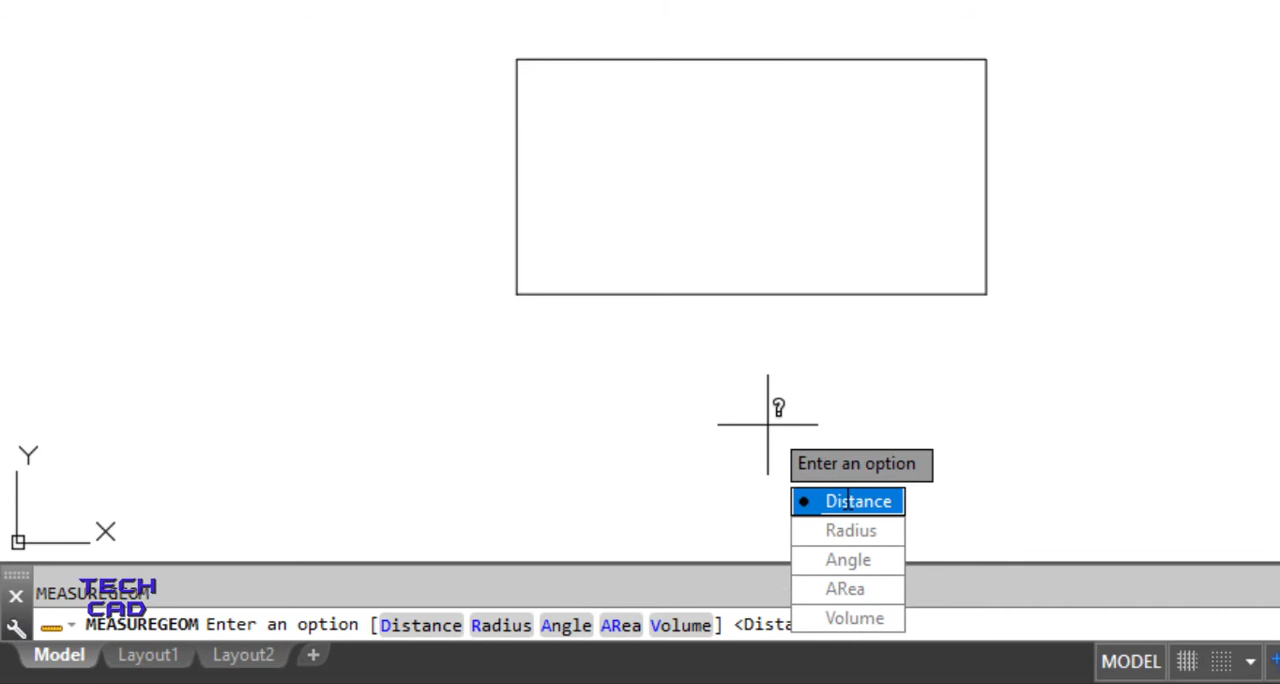 Enter an option
Distance
Radius
Angle
ARea
Volume
Y
X
MEASUREGEOM
TECH
CAD
MEASUREGEOM Enter an option [Distance Radius Angle ARea Volume] <Dista
Model Layout1 Layout2 +
MODEL